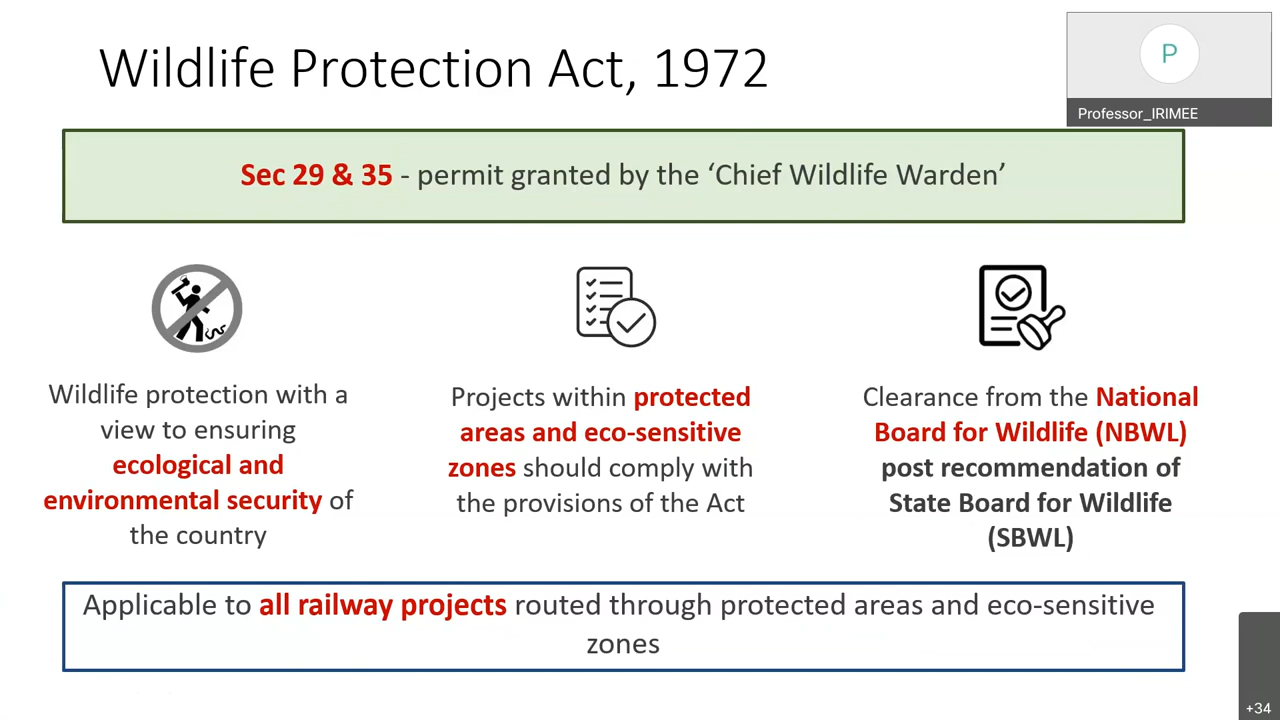 Wildlife Protection Act, 1972
P
Professor_IRIMEE
Sec 29 & 35 - permit granted by the ‘Chief Wildlife Warden’
Wildlife protection with a
view to ensuring
ecological and
environmental security of
the country
Projects within protected
areas and eco-sensitive
zones should comply with
the provisions of the Act
Clearance from the National
Board for Wildlife (NBWL)
post recommendation of
State Board for Wildlife
(SBWL)
Applicable to all railway projects routed through protected areas and eco-sensitive
zones
+34